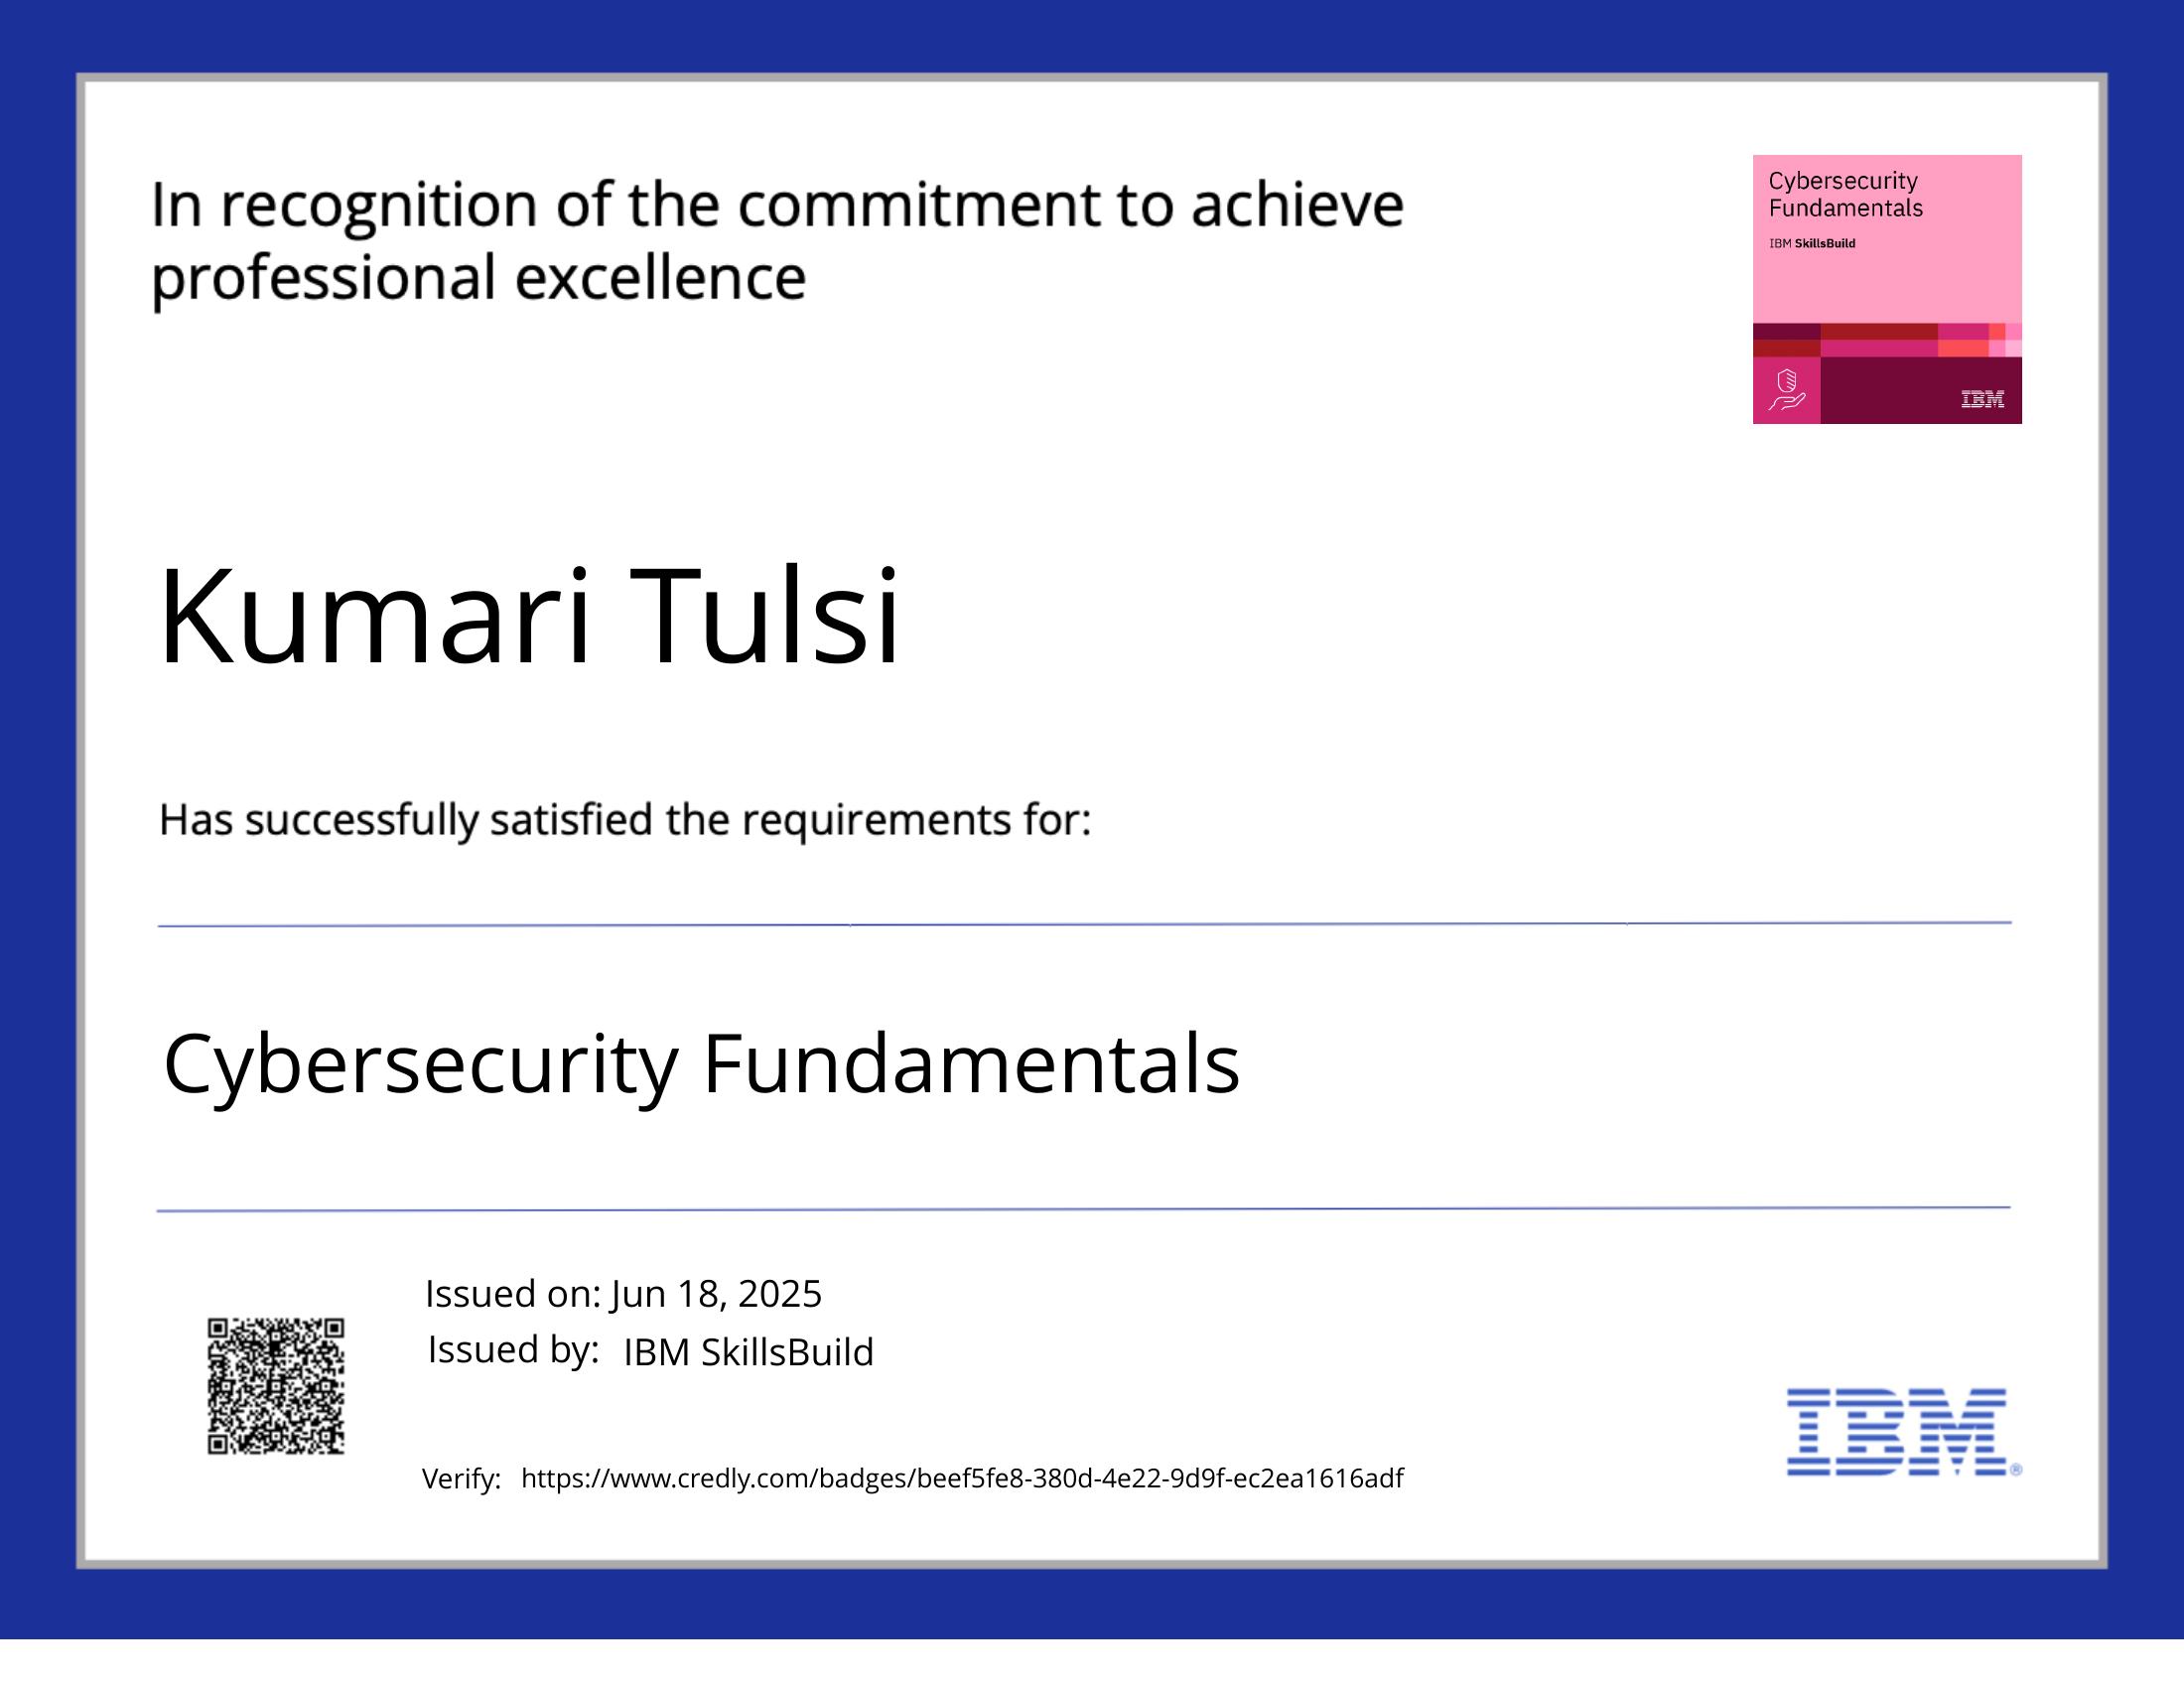 In recognition of the commitment to achieve
professional excellence
Cybersecurity
Fundamentals
IBM SkillsBuild
IBM
Kumari Tulsi
Has successfully satisfied the requirements for:
Cybersecurity Fundamentals
Issued on: Jun 18, 2025
Issued by: IBM SkillsBuild
Verify: https://www.credly.com/badges/beef5fe8-380d-4e22-9d9f-ec2ea1616adf
IBM®